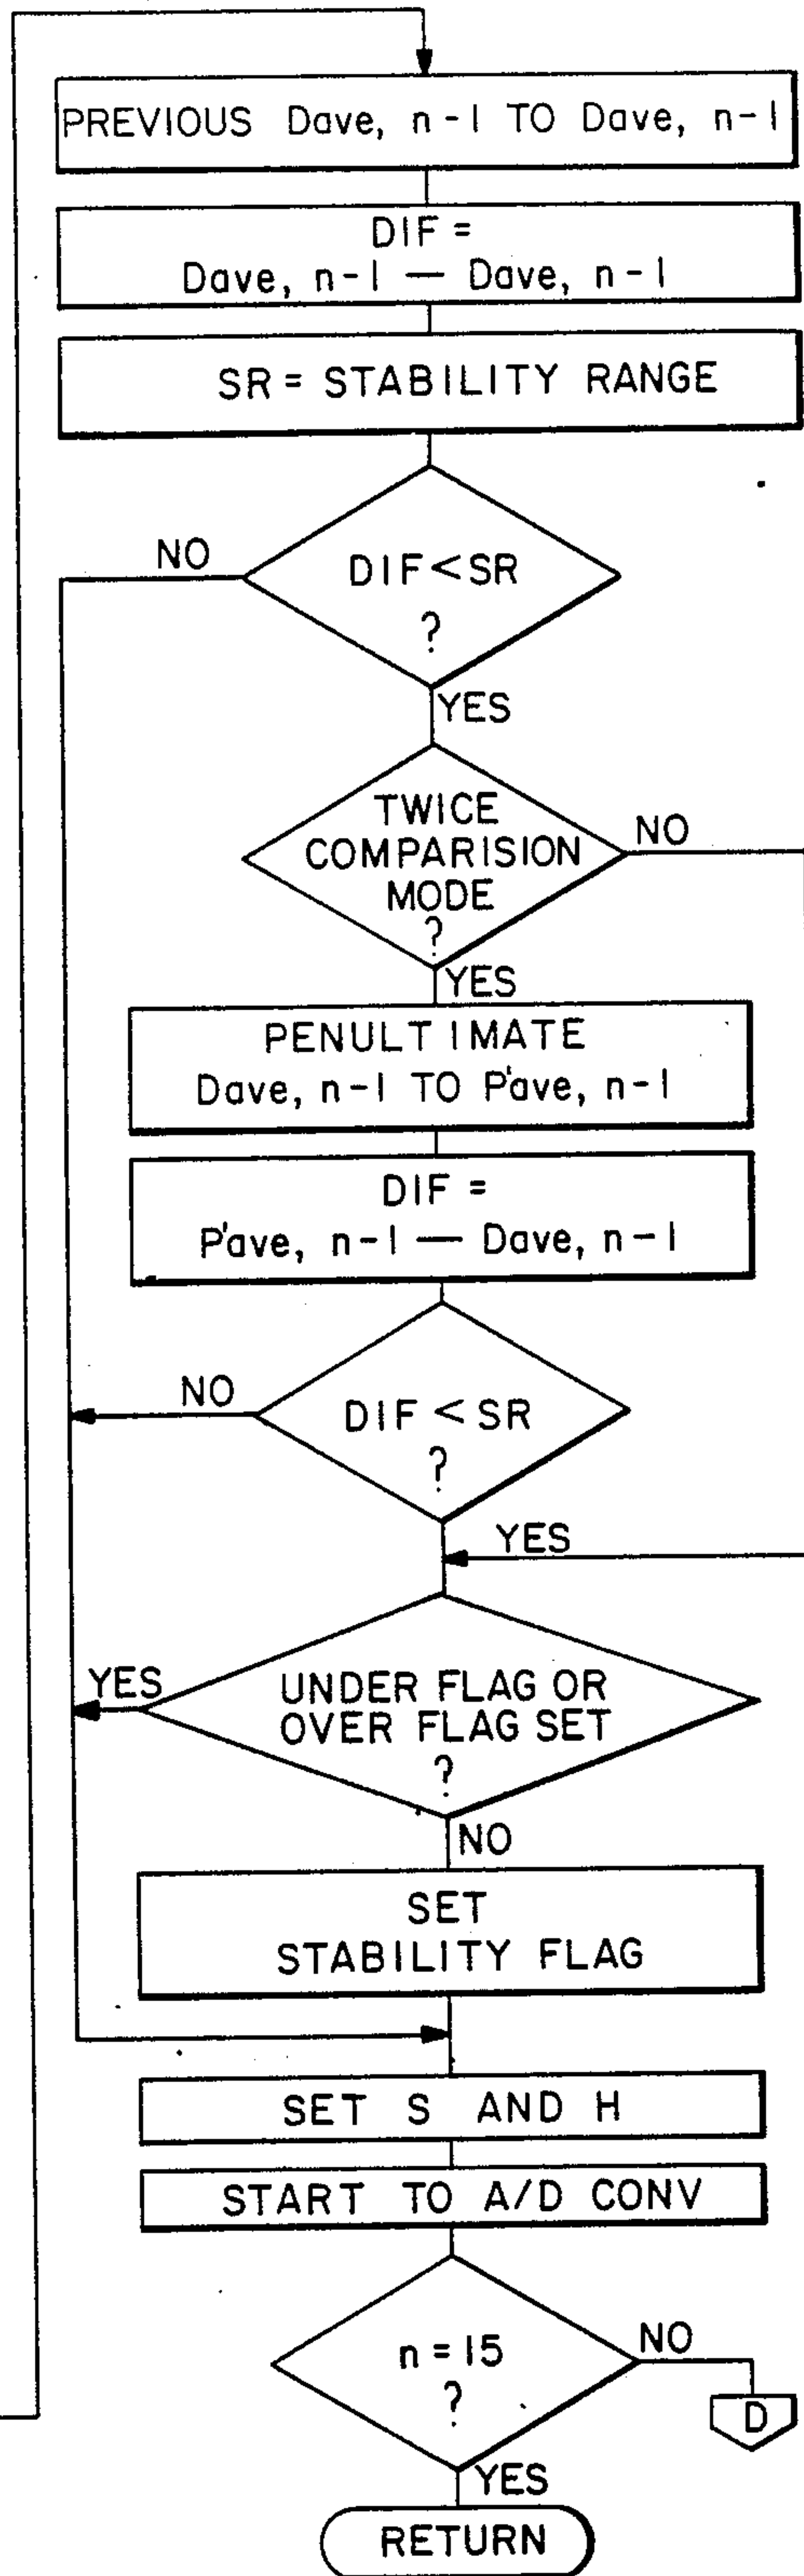 PREVIOUS Dave, n-1 TO Dave, n-1
DIF =
Dave, n-1 — Dave, n-1
SR = STABILITY RANGE
NO
DIF<SR
?
YES
TWICE
COMPARISION
MODE
?
NO
YES
PENULTIMATE
Dave, n-1 TO P'ave, n-1
DIF =
P'ave, n-1 — Dave, n-1
NO
DIF < SR
?
YES
YES
UNDER FLAG OR
OVER FLAG SET
?
NO
SET
STABILITY FLAG
SET S AND H
START TO A/D CONV
n = 15
?
NO
D
YES
RETURN